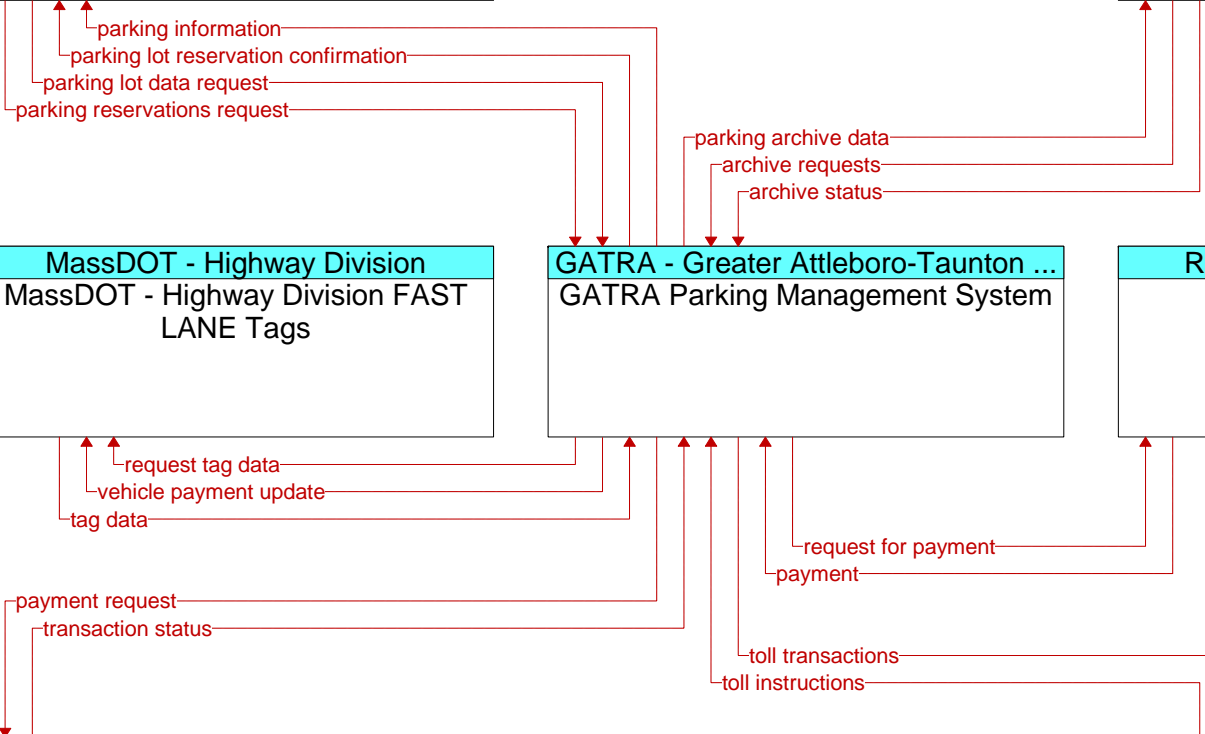 parking information
parking lot reservation confirmation
parking lot data request
parking reservations request
parking archive data
archive requests
archive status
MassDOT - Highway Division
MassDOT - Highway Division FAST
LANE Tags
GATRA - Greater Attleboro-Taunton ...
GATRA Parking Management System
R
request tag data
vehicle payment update
tag data
request for payment
payment
payment request
transaction status
toll transactions
toll instructions